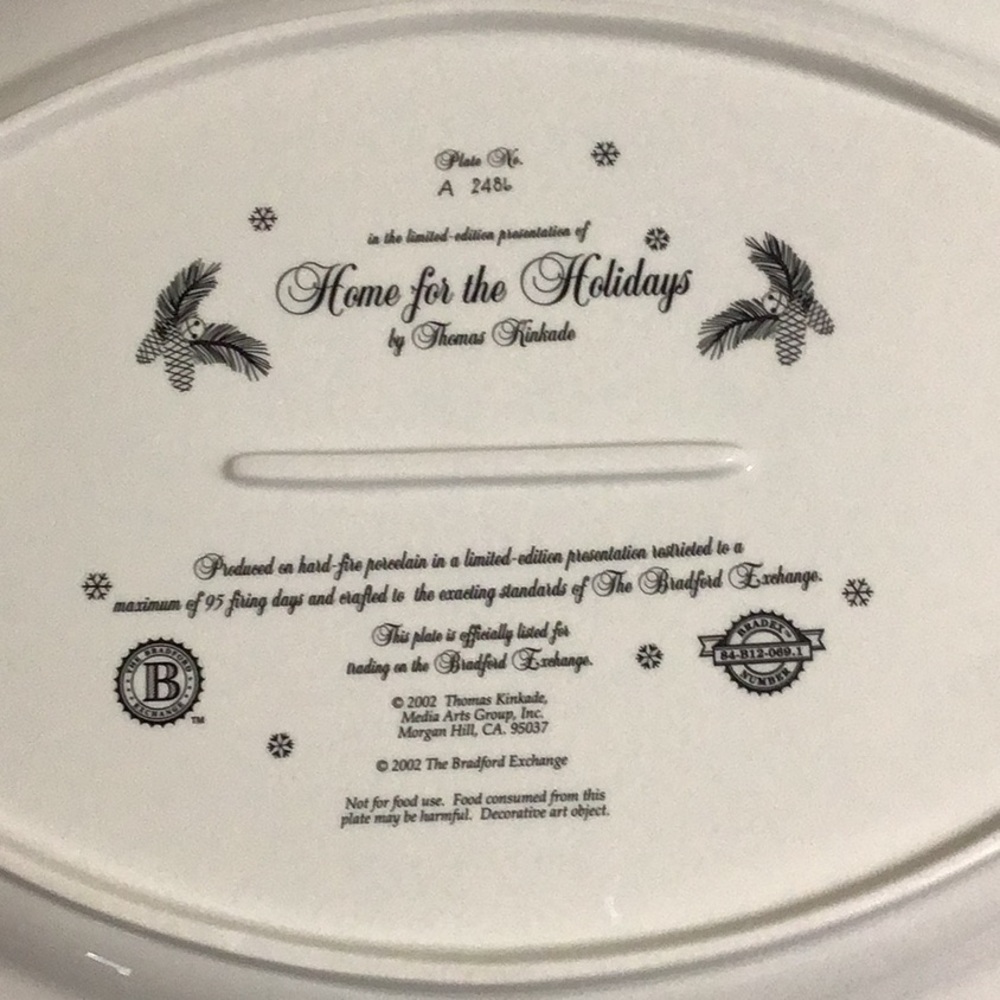 Plate No.
A 2486
in the limited-edition presentation of
Home for the Holidays
by Thomas Kinkade
Produced on hard-fire porcelain in a limited-edition presentation restricted to a
maximum of 95 firing days and crafted to the exacting standards of The Bradford Exchange.
This plate is officially listed for
trading on the Bradford Exchange.
THE BRADFORD
B
EXCHANGE
TM
BRADEX™
84-B12-069.1
NUMBER
© 2002 Thomas Kinkade,
Media Arts Group, Inc.
Morgan Hill, CA. 95037
© 2002 The Bradford Exchange
Not for food use. Food consumed from this
plate may be harmful. Decorative art object.